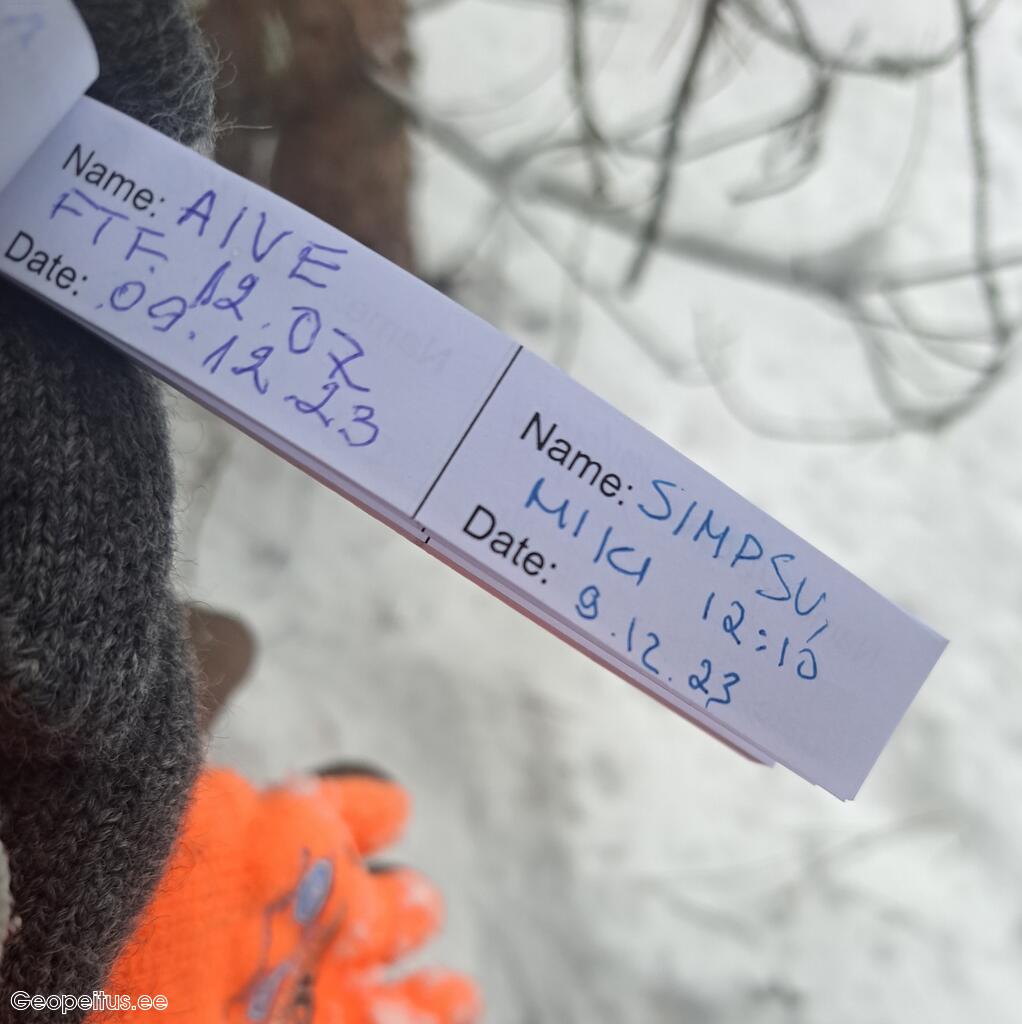 Name: AIVE
FTF. 12.07
Date: 09.12.23
Name: SIMPSU,
MIKI 12:10
Date: 9.12.23
Geopeitus.ee